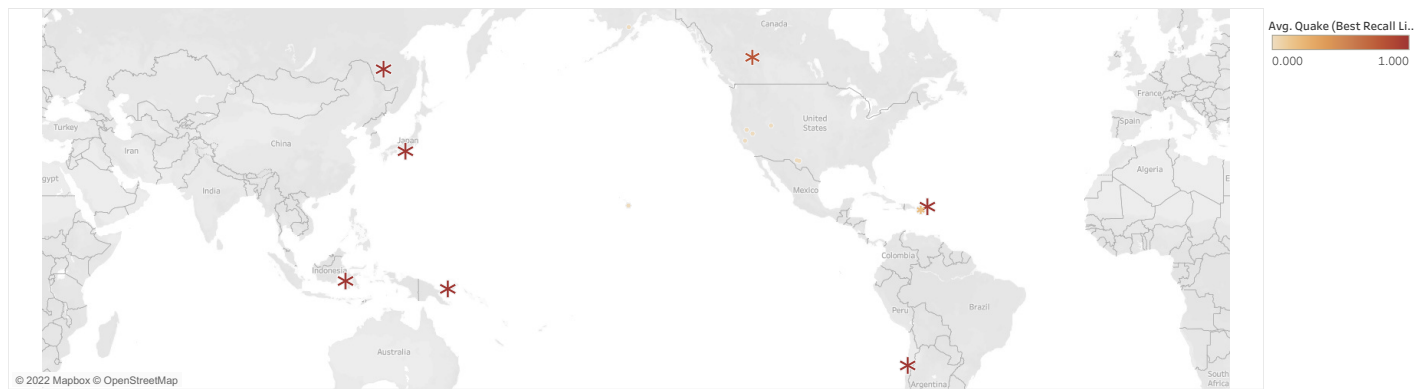 Canada
Turkey
Iran
China
Japan
gypt
India
Indonesia
Australia
United
States
Mexico
Colombia
Peru
Brazil
Argentina
France
Spain
Algeria
E
South
Africa
© 2022 Mapbox © OpenStreetMap
Avg. Quake (Best Recall Li..
0.000 1.000